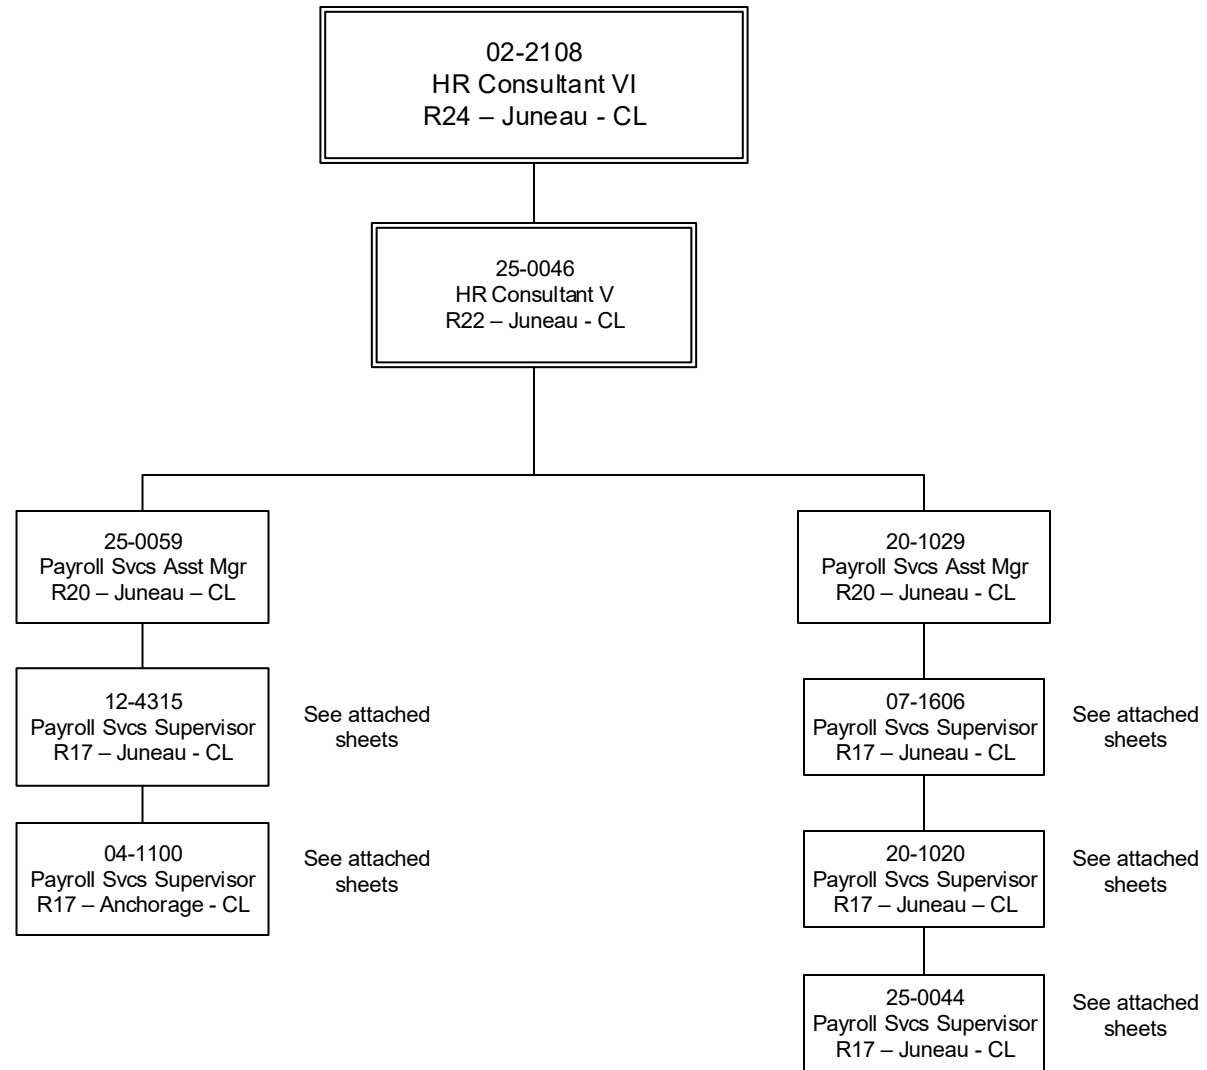 02-2108
HR Consultant VI
R24 – Juneau - CL
25-0046
HR Consultant V
R22 – Juneau - CL
25-0059
Payroll Svcs Asst Mgr
R20 – Juneau – CL
20-1029
Payroll Svcs Asst Mgr
R20 – Juneau - CL
12-4315
Payroll Svcs Supervisor
R17 – Juneau - CL
See attached
sheets
07-1606
Payroll Svcs Supervisor
R17 – Juneau - CL
See attached
sheets
04-1100
Payroll Svcs Supervisor
R17 – Anchorage - CL
See attached
sheets
20-1020
Payroll Svcs Supervisor
R17 – Juneau – CL
See attached
sheets
25-0044
Payroll Svcs Supervisor
R17 – Juneau - CL
See attached
sheets